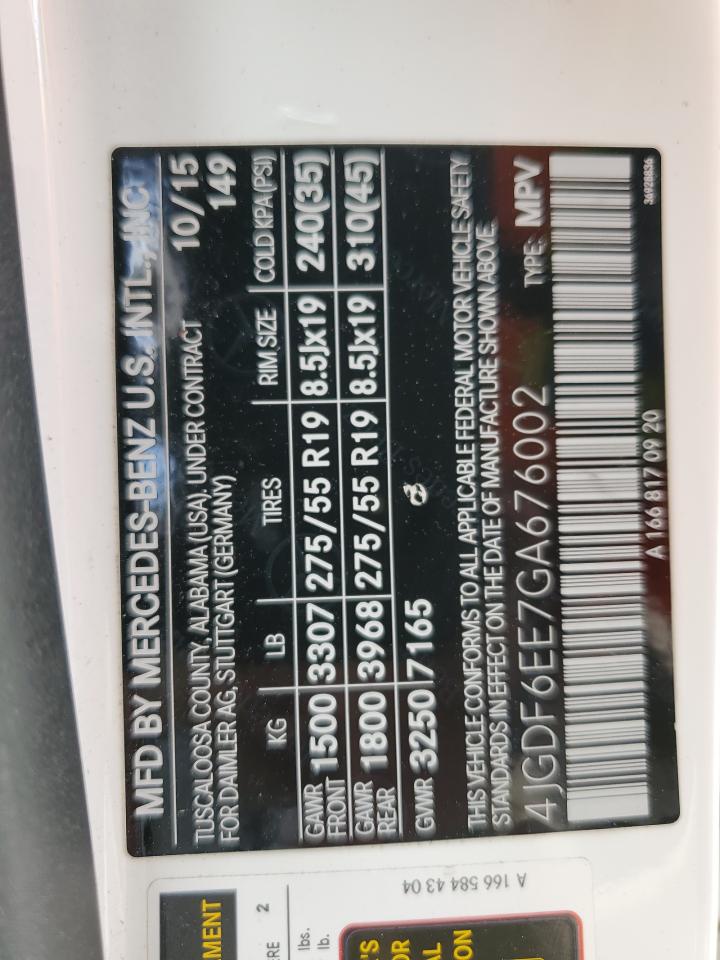 MFD BY MERCEDES-BENZ U.S. INTL., INC.
TUSCALOOSA COUNTY, ALABAMA (USA), UNDER CONTRACT 10/15
FOR DAIMLER AG, STUTTGART (GERMANY) 149
KG LB TIRES RIM SIZE COLD KPA (PSI)
GAWR FRONT 1500 3307 275/55 R19 8.5Jx19 240(35)
GAWR REAR 1800 3968 275/55 R19 8.5Jx19 310(45)
GVWR 3250 7165
THIS VEHICLE CONFORMS TO ALL APPLICABLE FEDERAL MOTOR VEHICLE SAFETY
STANDARDS IN EFFECT ON THE DATE OF MANUFACTURE SHOWN ABOVE.
4JGDF6EE7GA676002 TYPE: MPV
A 166 817 09 20
36928836
A 166 584 43 04
2
lbs.
lb.